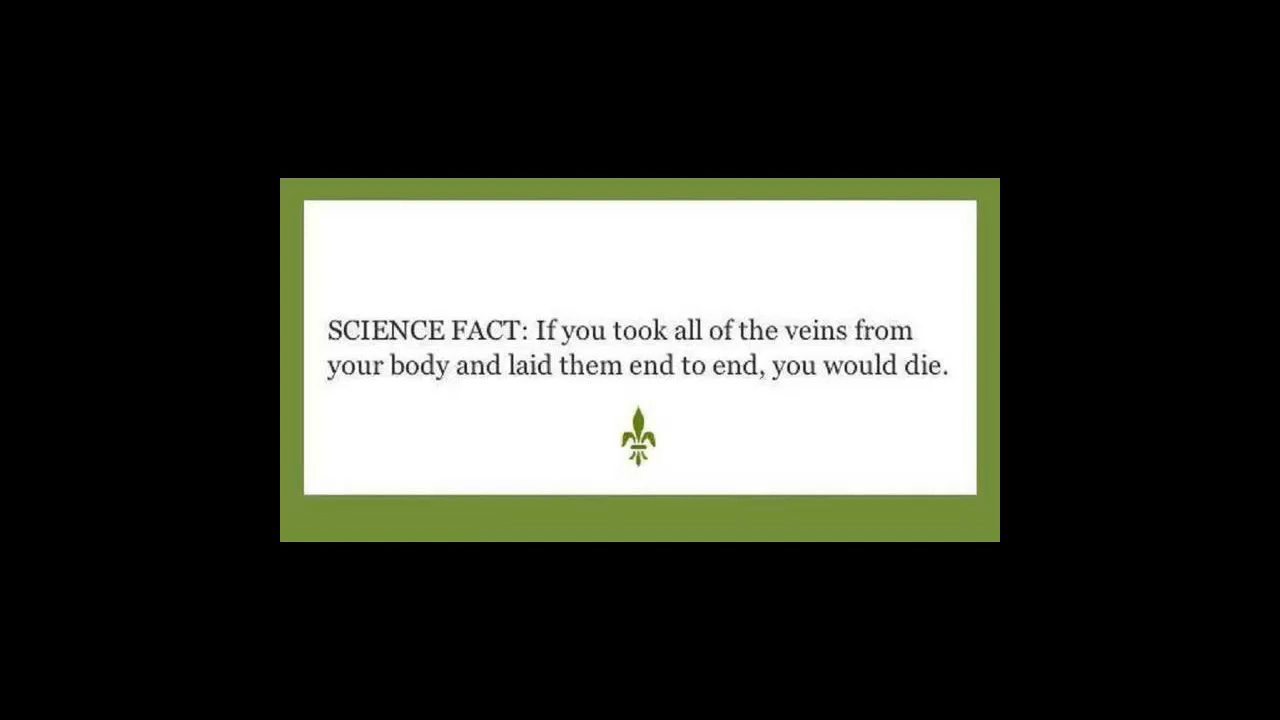 SCIENCE FACT: If you took all of the veins from
your body and laid them end to end, you would die.